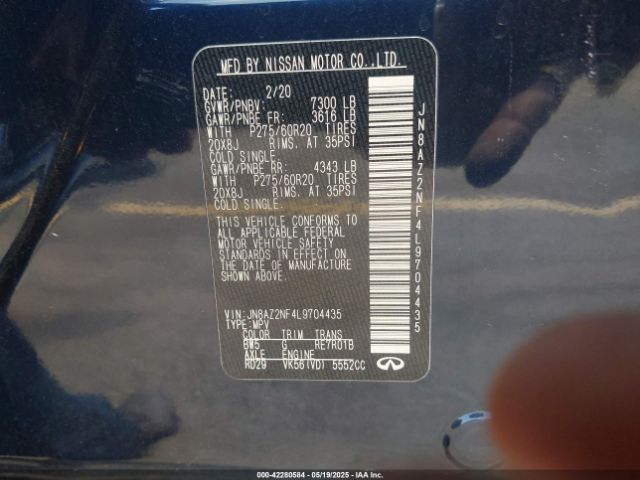 MFD BY NISSAN MOTOR CO.,LTD.
DATE: 2/20
GVWR/PNBV: 7300 LB
GAWR/PNBE FR: 3616 LB
WITH P275/60R20 TIRES
20X8J RIMS. AT 35PSI
COLD SINGLE.
GAWR/PNBE RR: 4343 LB
WITH P275/60R20 TIRES
20X8J RIMS. AT 35PSI
COLD SINGLE.
THIS VEHICLE CONFORMS TO
ALL APPLICABLE FEDERAL
MOTOR VEHICLE SAFETY
STANDARDS IN EFFECT ON
THE DATE OF MANUFACTURE
SHOWN ABOVE.
VIN:JN8AZ2NF4L9704435
TYPE:MPV
COLOR TRIM TRANS
BW5 G RE7R01B
AXLE ENGINE
RD29 VK56(VD) 5552CC
JN8AZ2NF4L9704435
000-42280584 | 05/19/2025 | IAAI.COM